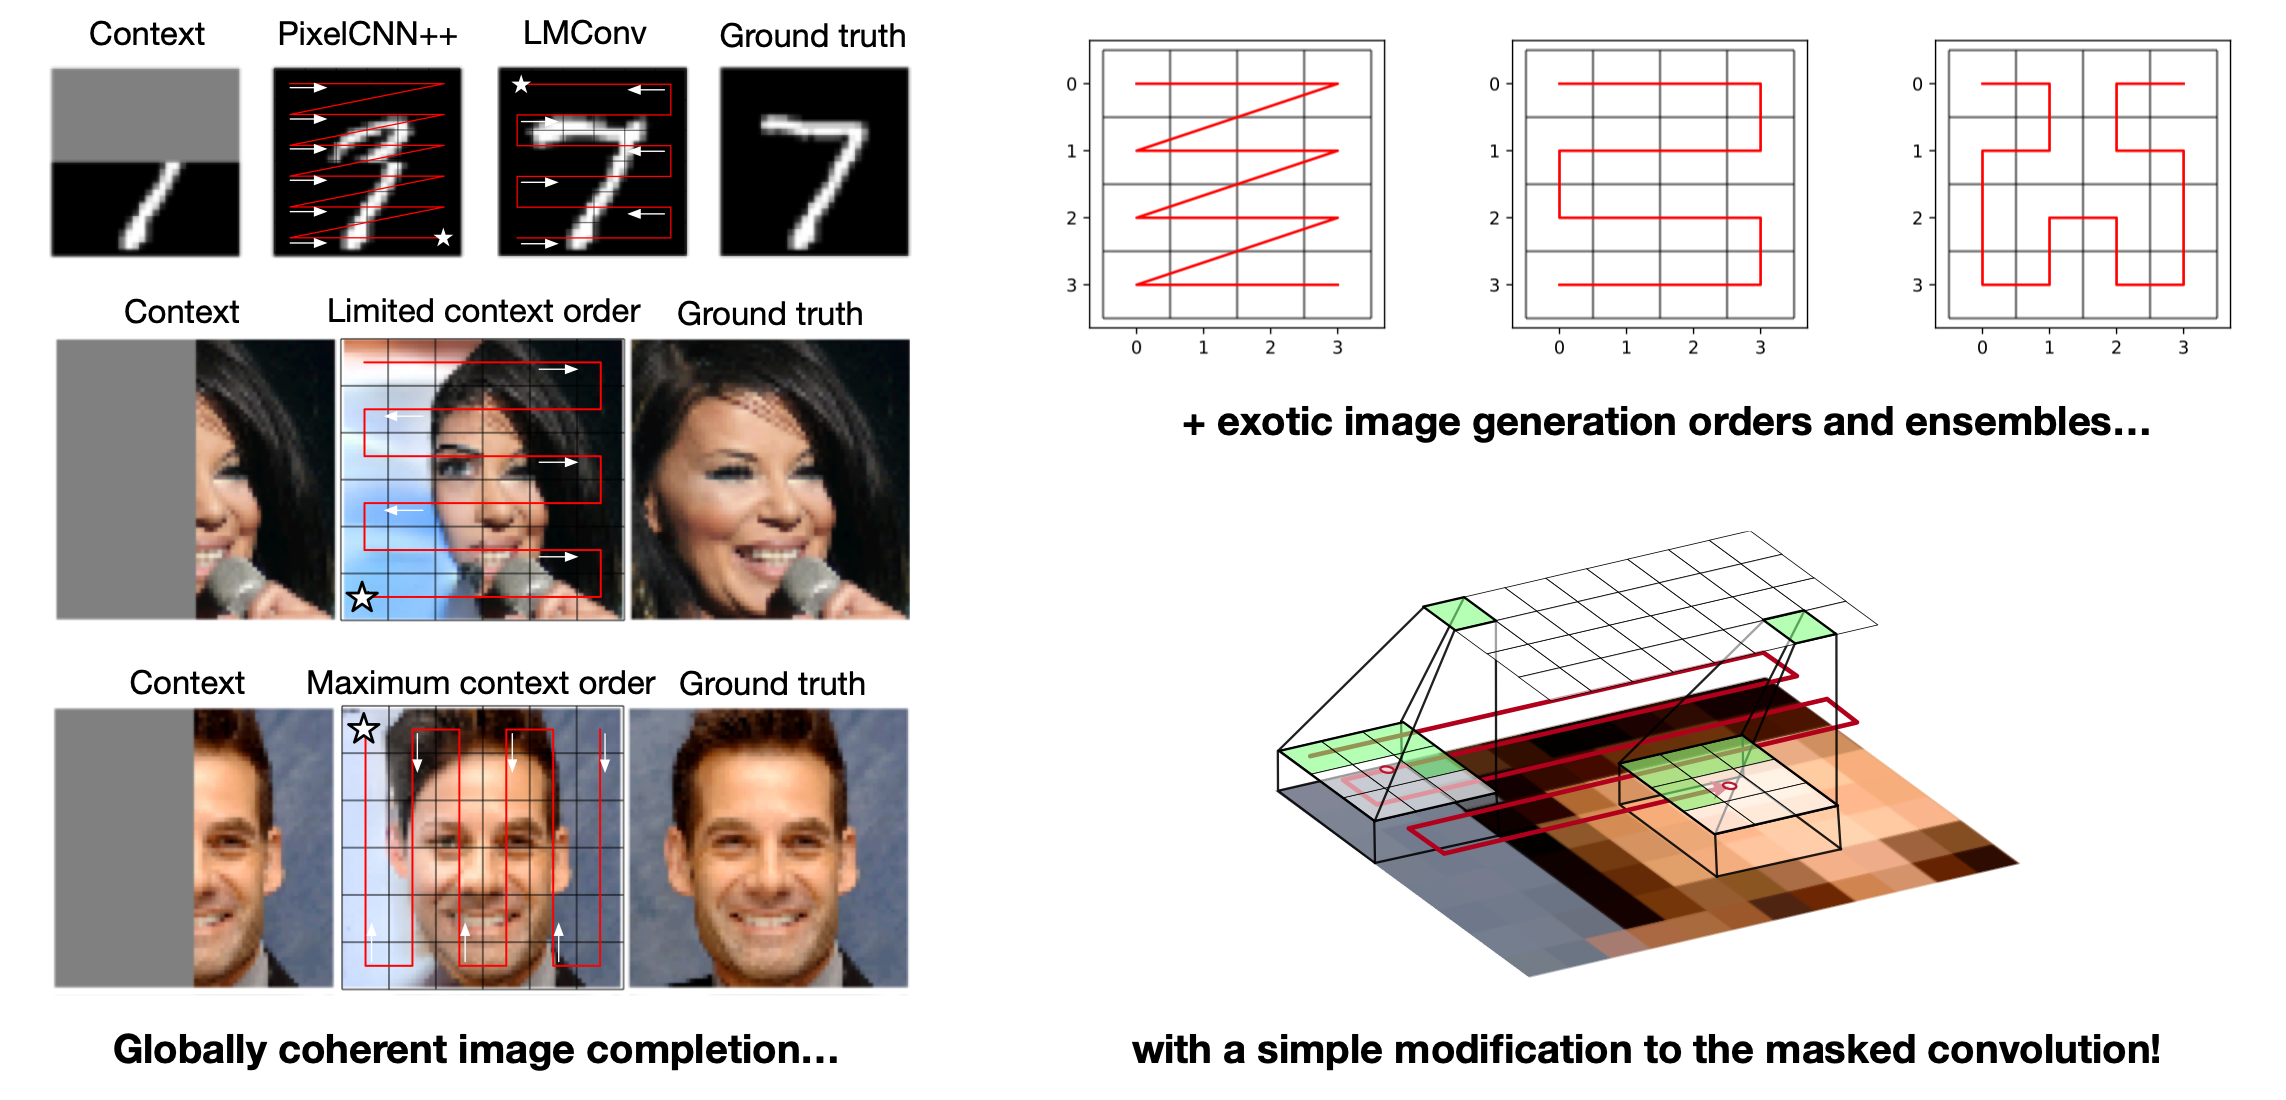 Context PixelCNN++ LMConv Ground truth
Context Limited context order Ground truth
Context Maximum context order Ground truth
Globally coherent image completion...
0
1
2
3
0 1 2 3
0
1
2
3
0 1 2 3
0
1
2
3
0 1 2 3
+ exotic image generation orders and ensembles...
0
0
with a simple modification to the masked convolution!